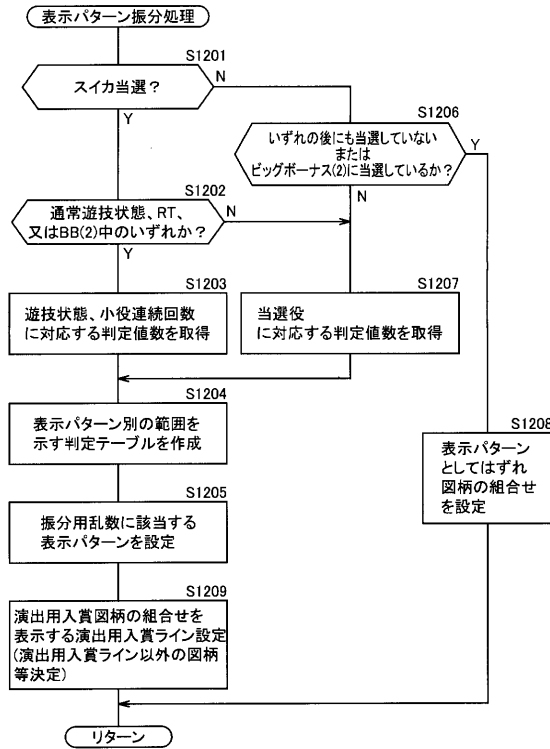 表示パターン振分処理
S1201
スイカ当選？
N
Y
S1206
いずれの後にも当選していない
または
ビッグボーナス(2)に当選しているか？
Y
N
S1202
通常遊技状態、RT、
又はBB(2)中のいずれか？
N
Y
S1203
遊技状態、小役連続回数
に対応する判定値数を取得
S1207
当選役
に対応する判定値数を取得
S1204
表示パターン別の範囲を
示す判定テーブルを作成
S1208
表示パターン
としてはずれ
図柄の組合せ
を設定
S1205
振分用乱数に該当する
表示パターンを設定
S1209
演出用入賞図柄の組合せを
表示する演出用入賞ライン設定
(演出用入賞ライン以外の図柄
等決定)
リターン